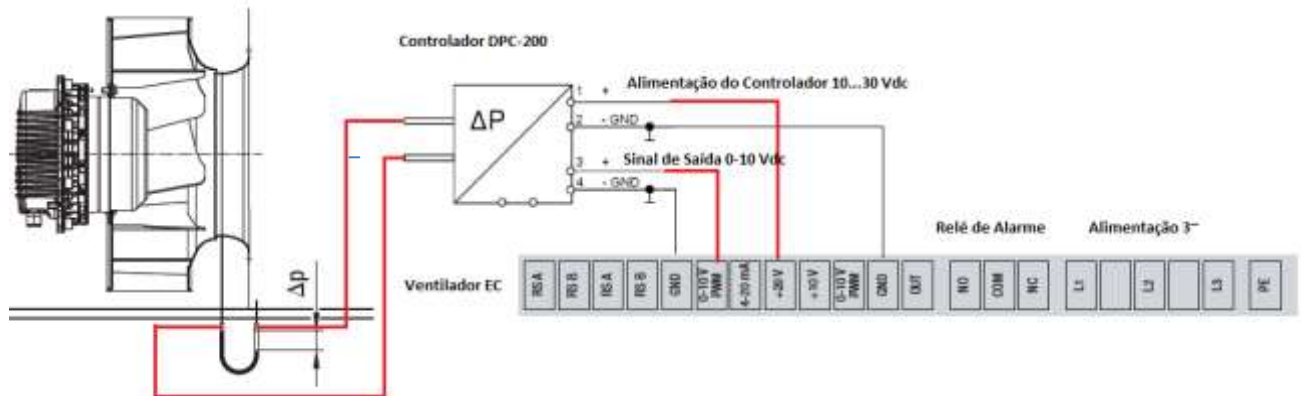 Controlador DPC-200
Alimentação do Controlador 10...30 Vdc
ΔP
1 +
2 - GND
3 + Sinal de Saída 0-10 Vdc
4 - GND
Δp
Relé de Alarme Alimentação 3~
Ventilador EC
RS A
RS B
RS A
RS B
GND
0-10 V PWM
4-20 mA
+20 V
+10 V
0-10 V PWM
GND
OUT
NO
COM
NC
L1
L2
L3
PE